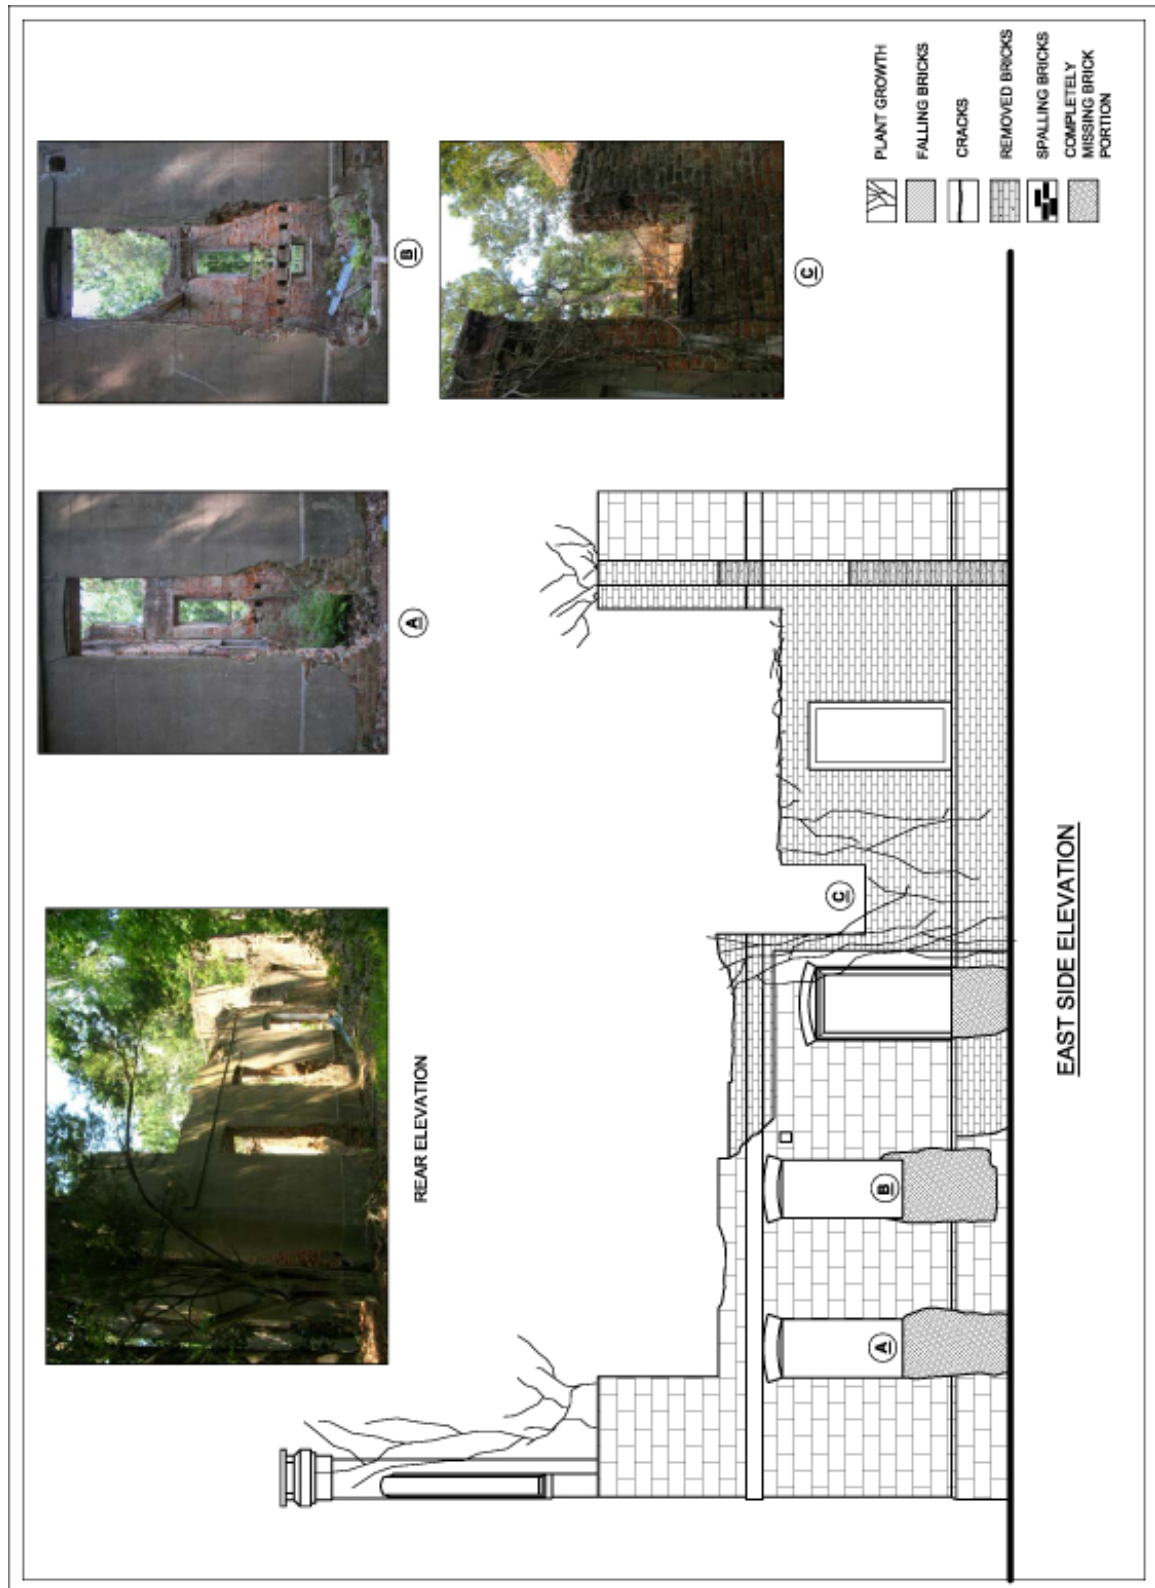 REAR ELEVATION
A
B
C
A
B
C
EAST SIDE ELEVATION
PLANT GROWTH
FALLING BRICKS
CRACKS
REMOVED BRICKS
SPALLING BRICKS
COMPLETELY
MISSING BRICK
PORTION